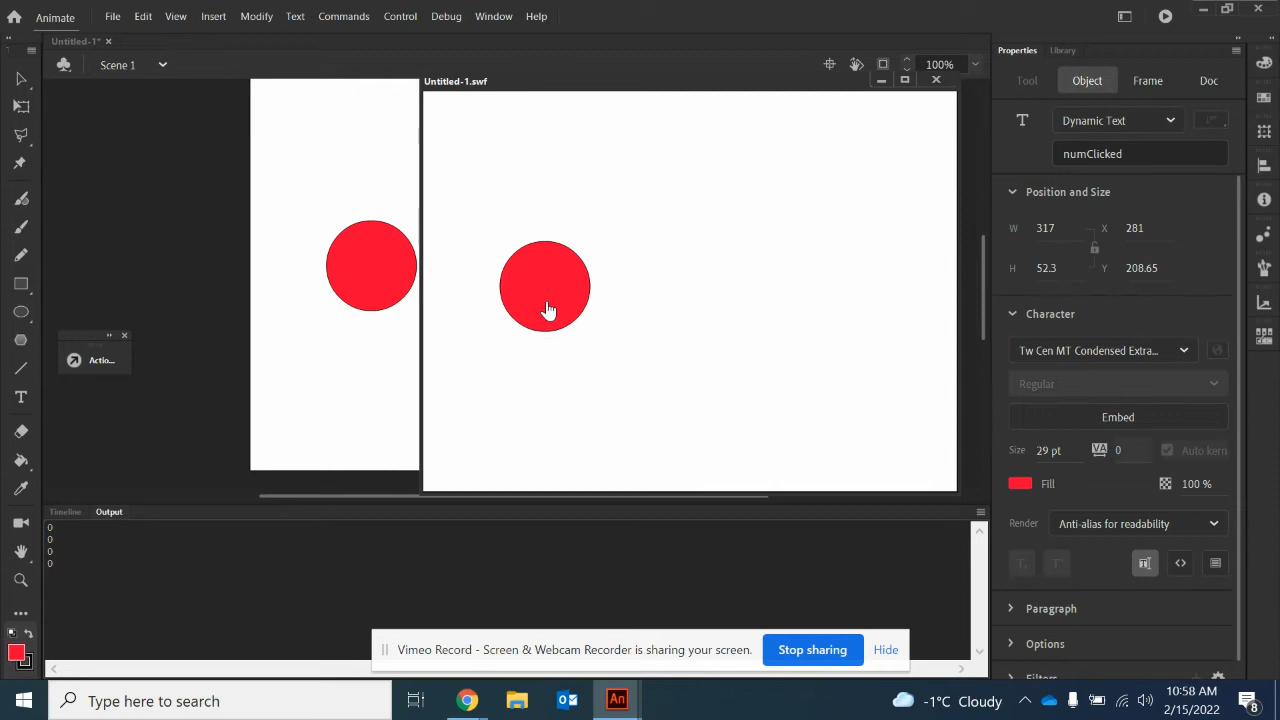 Animate File Edit View Insert Modify Text Commands Control Debug Window Help
Untitled-1*
Scene 1
100%
Untitled-1.swf
Actio...
Properties Library
Tool Object Frame Doc
Dynamic Text
numClicked
Position and Size
W 317 X 281
H 52.3 Y 208.65
Character
Tw Cen MT Condensed Extra...
Regular
Embed
Size 29 pt VA 0 Auto kern
Fill 100 %
Render Anti-alias for readability
Paragraph
Options
Filters
Timeline Output
0
0
0
0
Vimeo Record - Screen & Webcam Recorder is sharing your screen. Stop sharing Hide
Type here to search
An
-1°C Cloudy
10:58 AM
2/15/2022
8